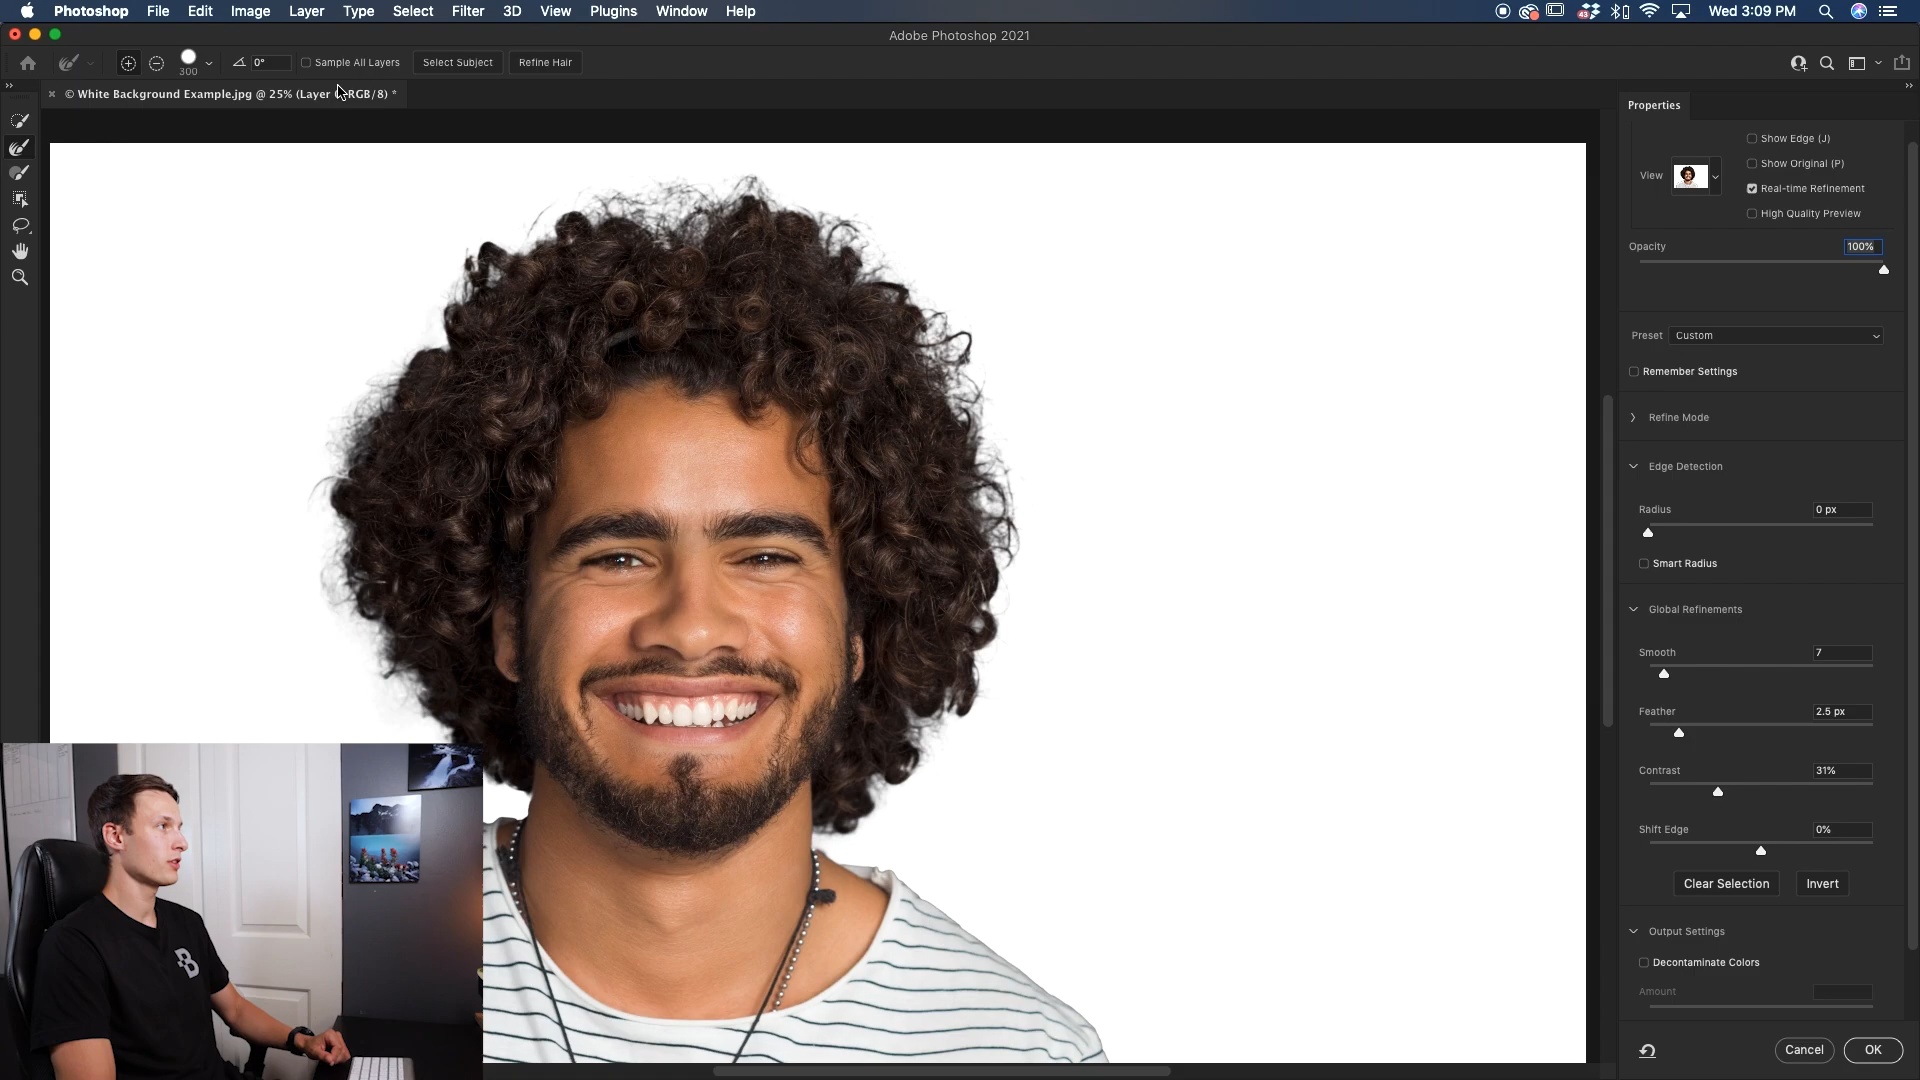 Photoshop File Edit Image Layer Type Select Filter 3D View Plugins Window Help 43 Wed 3:09 PM
Adobe Photoshop 2021
300 0° Sample All Layers Select Subject Refine Hair
© White Background Example.jpg @ 25% (Layer RGB/8) *
Properties
Show Edge (J)
Show Original (P)
View
Real-time Refinement
High Quality Preview
Opacity 100%
Preset Custom
Remember Settings
Refine Mode
Edge Detection
Radius 0 px
Smart Radius
Global Refinements
Smooth 7
Feather 2.5 px
Contrast 31%
Shift Edge 0%
Clear Selection Invert
Output Settings
Decontaminate Colors
Amount
Cancel OK
B